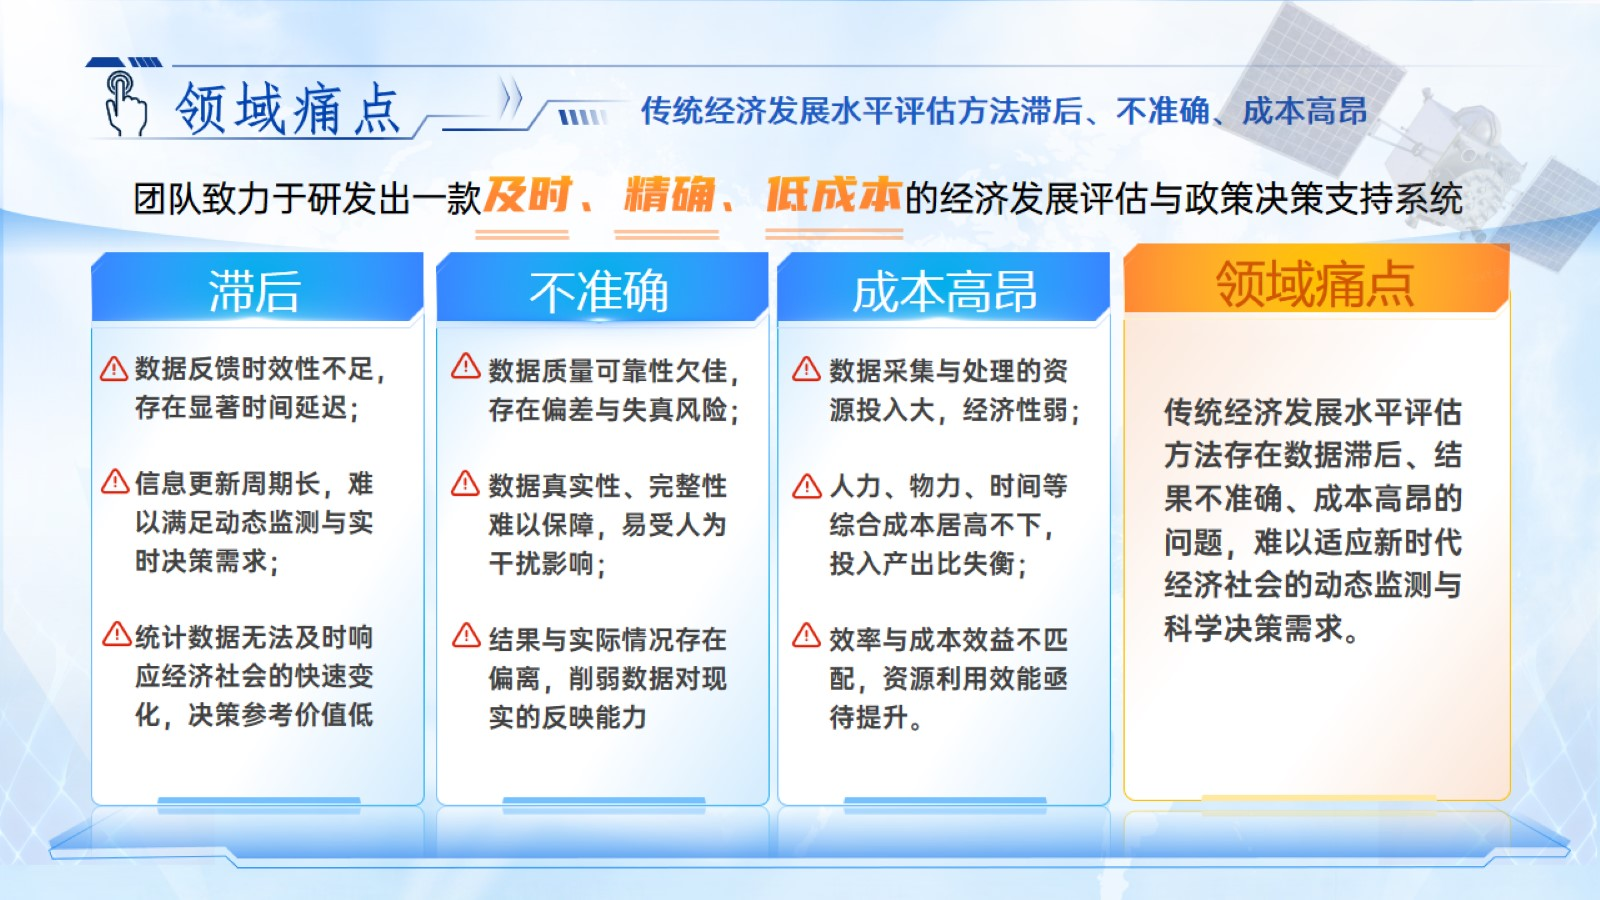 领域痛点
传统经济发展水平评估方法滞后、不准确、成本高昂
团队致力于研发出一款及时、精确、低成本的经济发展评估与政策决策支持系统
滞后
数据反馈时效性不足，
存在显著时间延迟；
信息更新周期长，难
以满足动态监测与实
时决策需求；
统计数据无法及时响
应经济社会的快速变
化，决策参考价值低
不准确
数据质量可靠性欠佳，
存在偏差与失真风险；
数据真实性、完整性
难以保障，易受人为
干扰影响；
结果与实际情况存在
偏离，削弱数据对现
实的反映能力
成本高昂
数据采集与处理的资
源投入大，经济性弱；
人力、物力、时间等
综合成本居高不下，
投入产出比失衡；
效率与成本效益不匹
配，资源利用效能亟
待提升。
领域痛点
传统经济发展水平评估
方法存在数据滞后、结
果不准确、成本高昂的
问题，难以适应新时代
经济社会的动态监测与
科学决策需求。